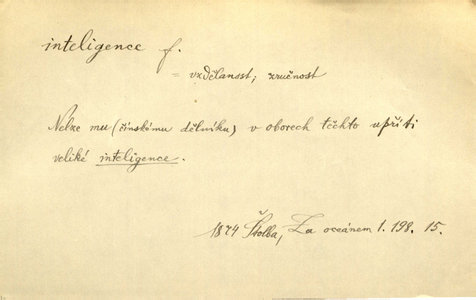 inteligence f.
= vzdělanost, zručnost
Nelze mu (čínskému dělníku) v oborech těchto upříti
veliké inteligence.
1874 Štolba, Za oceánem 1. 198. 15.